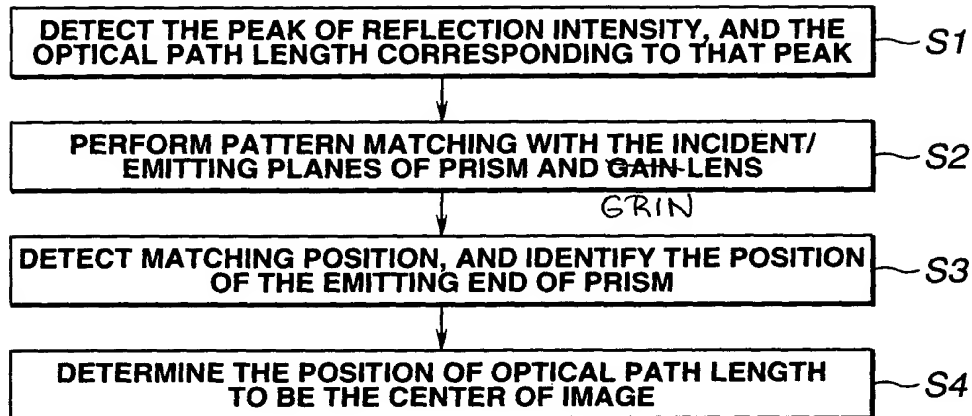 DETECT THE PEAK OF REFLECTION INTENSITY, AND THE
OPTICAL PATH LENGTH CORRESPONDING TO THAT PEAK
S1
PERFORM PATTERN MATCHING WITH THE INCIDENT/
EMITTING PLANES OF PRISM AND GAIN LENS
S2
GRIN
DETECT MATCHING POSITION, AND IDENTIFY THE POSITION
OF THE EMITTING END OF PRISM
S3
DETERMINE THE POSITION OF OPTICAL PATH LENGTH
TO BE THE CENTER OF IMAGE
S4